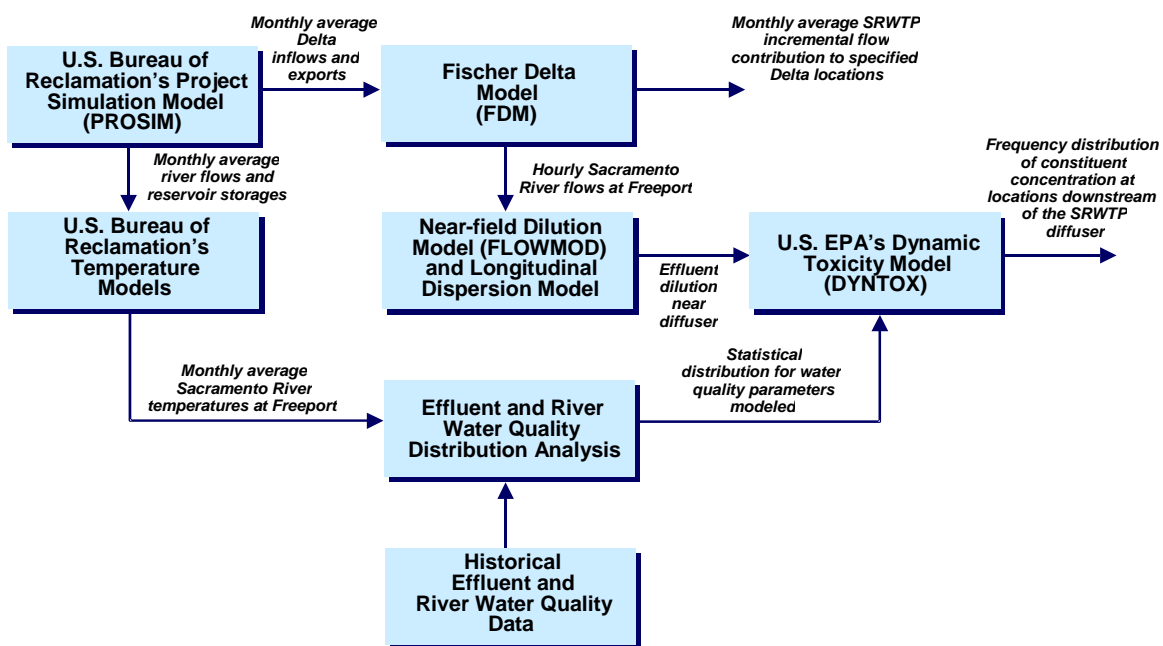 Monthly average
Delta
inflows and
exports
Monthly average SRWTP
incremental flow
contribution to specified
Delta locations
U.S. Bureau of
Reclamation's Project
Simulation Model
(PROSIM)
Fischer Delta
Model
(FDM)
Monthly average
river flows and
reservoir storages
Hourly Sacramento
River flows at Freeport
Frequency distribution
of constituent
concentration at
locations downstream
of the SRWTP
diffuser
U.S. Bureau of
Reclamation's
Temperature
Models
Near-field Dilution
Model (FLOWMOD)
and Longitudinal
Dispersion Model
Effluent
dilution
near
diffuser
U.S. EPA's Dynamic
Toxicity Model
(DYNTOX)
Monthly average
Sacramento River
temperatures at Freeport
Statistical
distribution for water
quality parameters
modeled
Effluent and River
Water Quality
Distribution Analysis
Historical
Effluent and
River Water Quality
Data